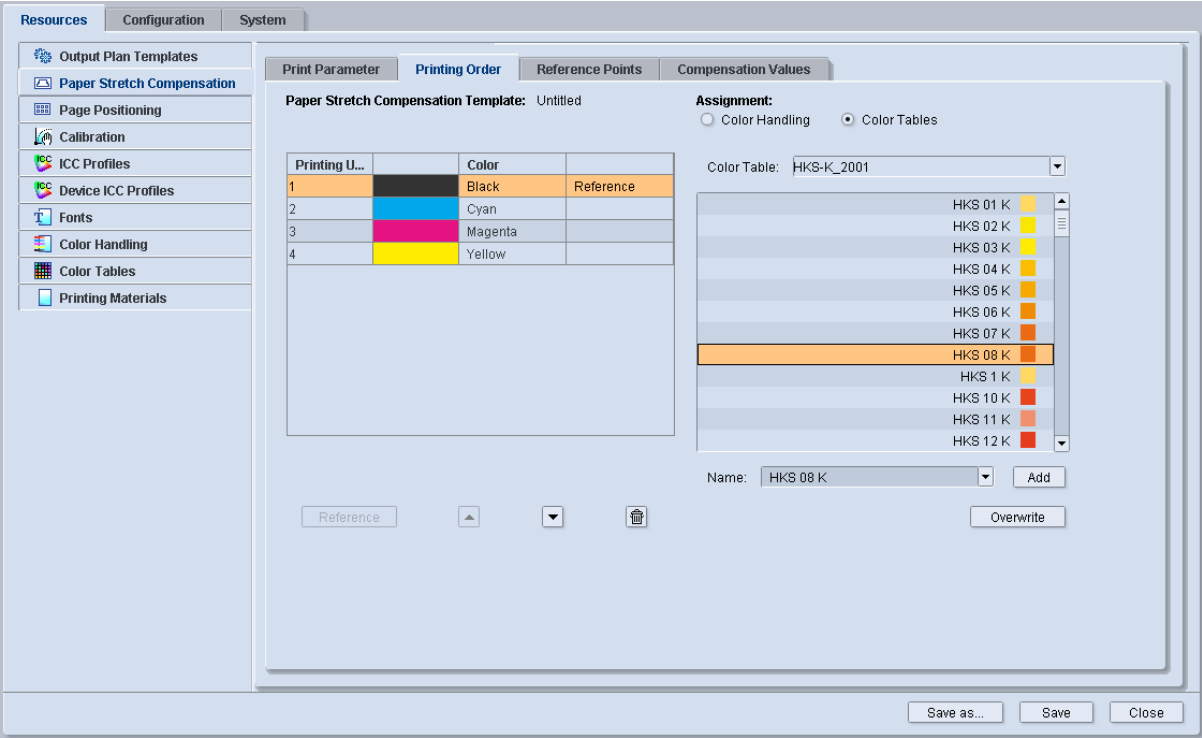 Resources Configuration System
Output Plan Templates
Paper Stretch Compensation
Page Positioning
Calibration
ICC ICC Profiles
ICC Device ICC Profiles
T Fonts
Color Handling
Color Tables
Printing Materials
Print Parameter Printing Order Reference Points Compensation Values
Paper Stretch Compensation Template: Untitled
Printing U... Color
1 Black Reference
2 Cyan
3 Magenta
4 Yellow
Reference
Assignment:
Color Handling Color Tables
Color Table: HKS-K_2001
HKS 01 K
HKS 02 K
HKS 03 K
HKS 04 K
HKS 05 K
HKS 06 K
HKS 07 K
HKS 08 K
HKS 1 K
HKS 10 K
HKS 11 K
HKS 12 K
Name: HKS 08 K Add
Overwrite
Save as... Save Close